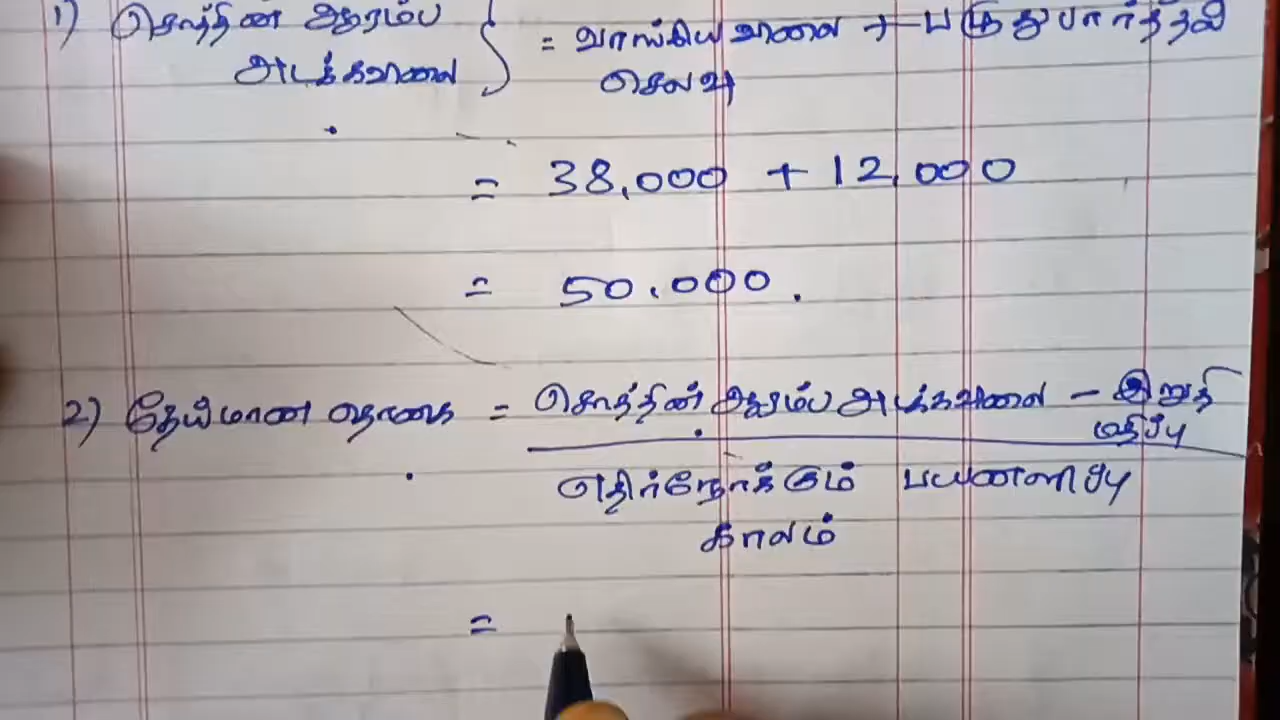 1) சொத்தின் ஆரம்ப அடக்கவிலை } = வாங்கிய விலை + பழுதுபார்த்தல் செலவு
= 38,000 + 12,000
= 50,000.
2) தேய்மான தொகை = சொத்தின் ஆரம்ப அடக்கவிலை - இறுதி மதிப்பு
எதிர்நோக்கும் பயனளிப்பு
காலம்
=